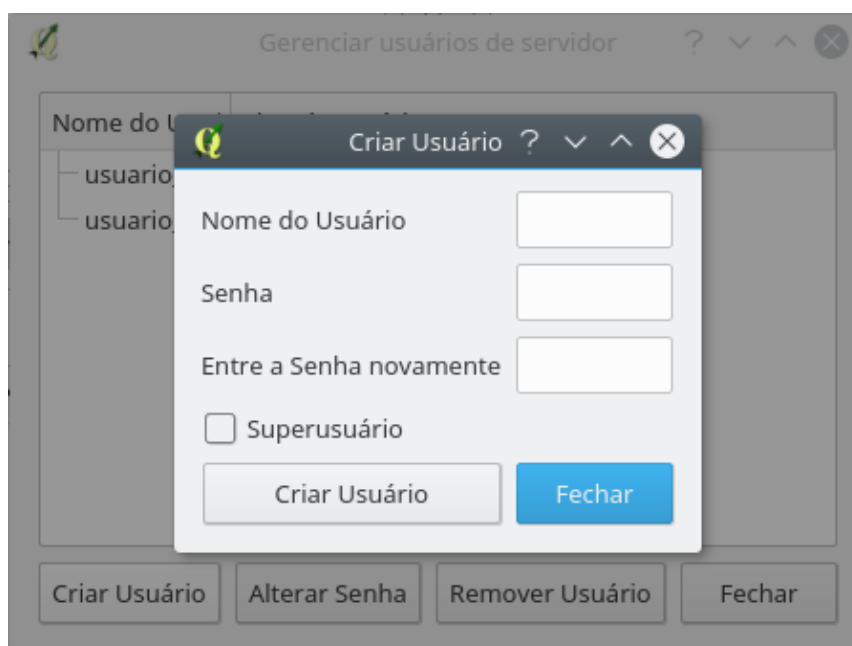 Gerenciar usuários de servidor
Nome do
Criar Usuário
usuario
usuario
Nome do Usuário
Senha
Entre a Senha novamente
Superusuário
Criar Usuário Fechar
Criar Usuário Alterar Senha Remover Usuário Fechar